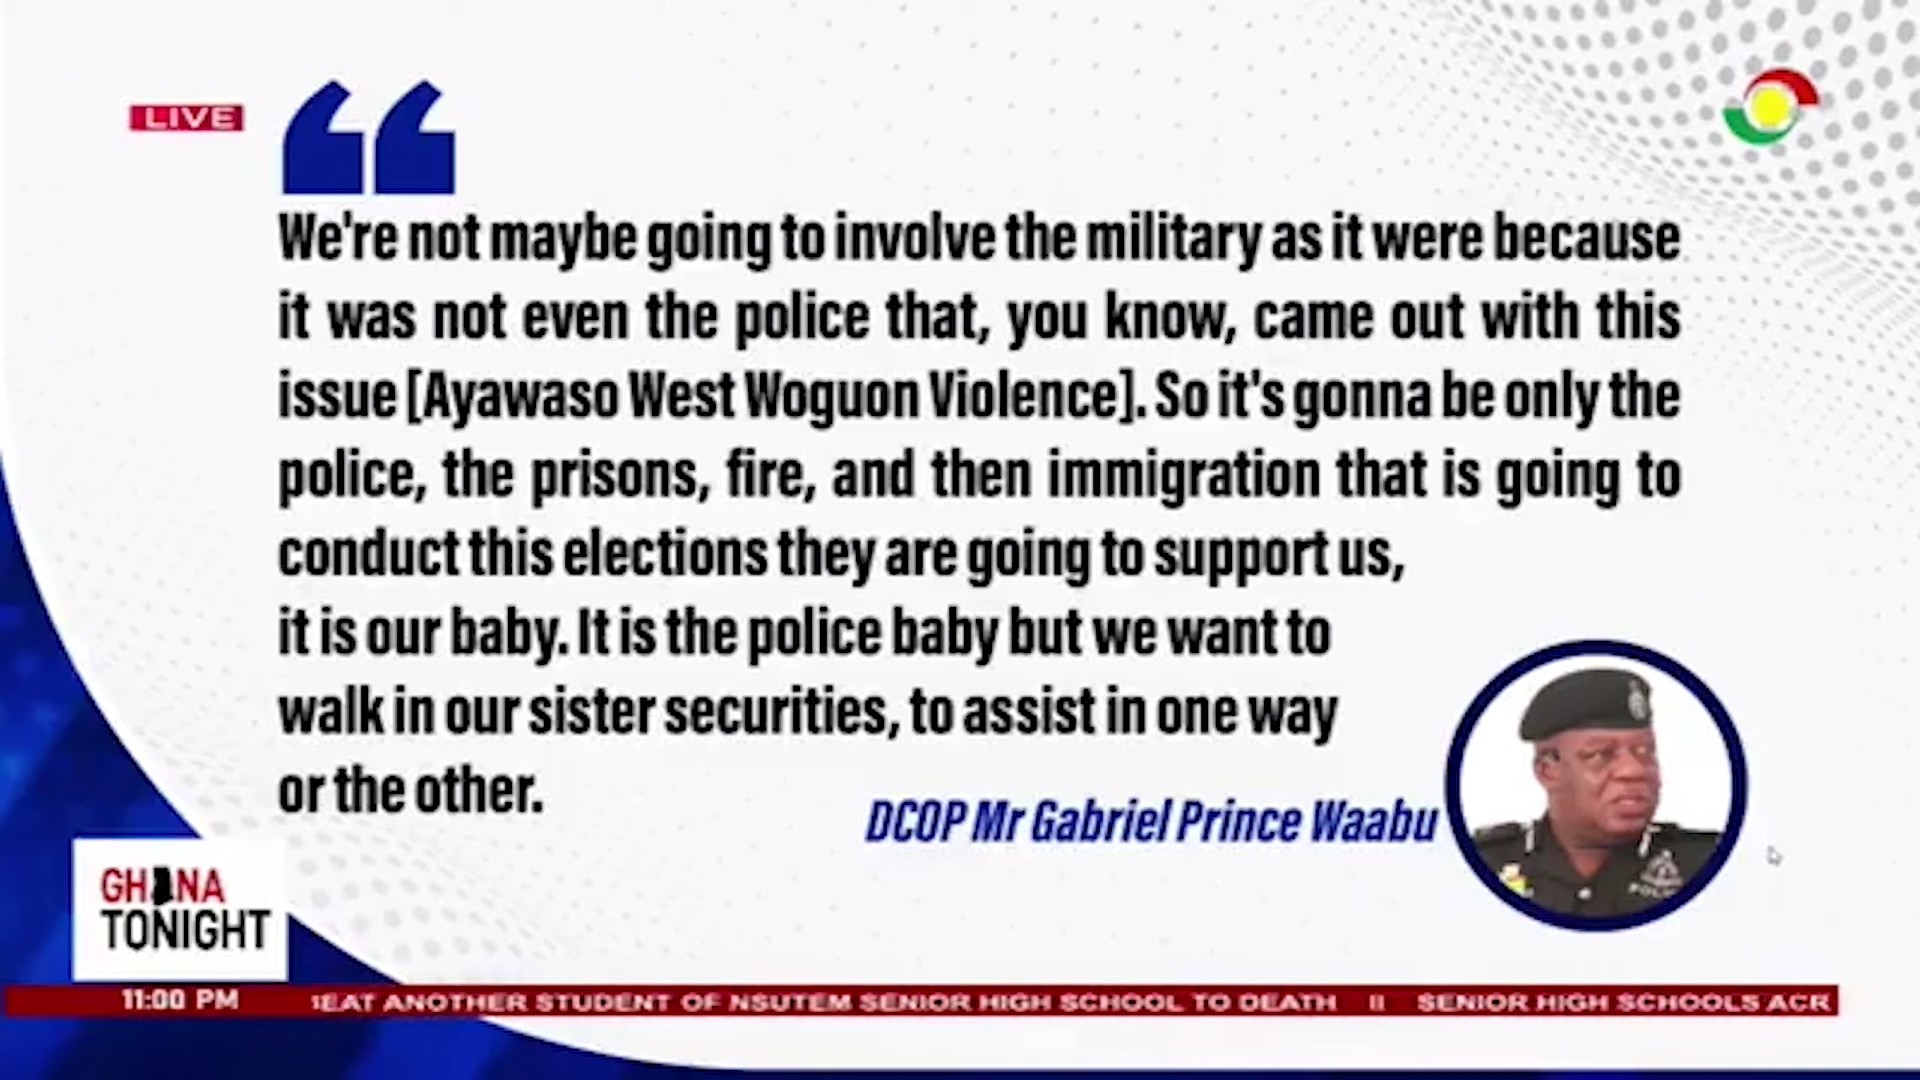 LIVE
We're not maybe going to involve the military as it were because
it was not even the police that, you know, came out with this
issue [Ayawaso West Woguon Violence]. So it's gonna be only the
police, the prisons, fire, and then immigration that is going to
conduct this elections they are going to support us,
it is our baby. It is the police baby but we want to
walk in our sister securities, to assist in one way
or the other.
DCOP Mr Gabriel Prince Waabu
GHANA
TONIGHT
11:00 PM
ANOTHER STUDENT OF NSUTEM SENIOR HIGH SCHOOL TO DEATH II SENIOR HIGH SCHOOLS